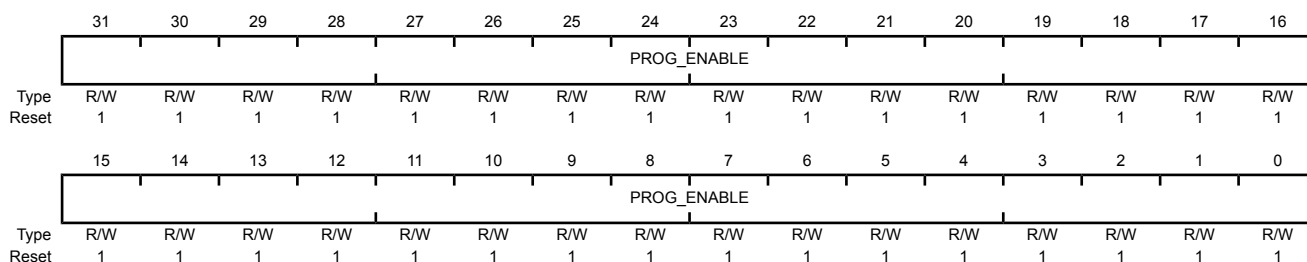 31 30 29 28 27 26 25 24 23 22 21 20 19 18 17 16
PROG_ENABLE
Type R/W R/W R/W R/W R/W R/W R/W R/W R/W R/W R/W R/W R/W R/W R/W R/W
Reset 1 1 1 1 1 1 1 1 1 1 1 1 1 1 1 1
15 14 13 12 11 10 9 8 7 6 5 4 3 2 1 0
PROG_ENABLE
Type R/W R/W R/W R/W R/W R/W R/W R/W R/W R/W R/W R/W R/W R/W R/W R/W
Reset 1 1 1 1 1 1 1 1 1 1 1 1 1 1 1 1